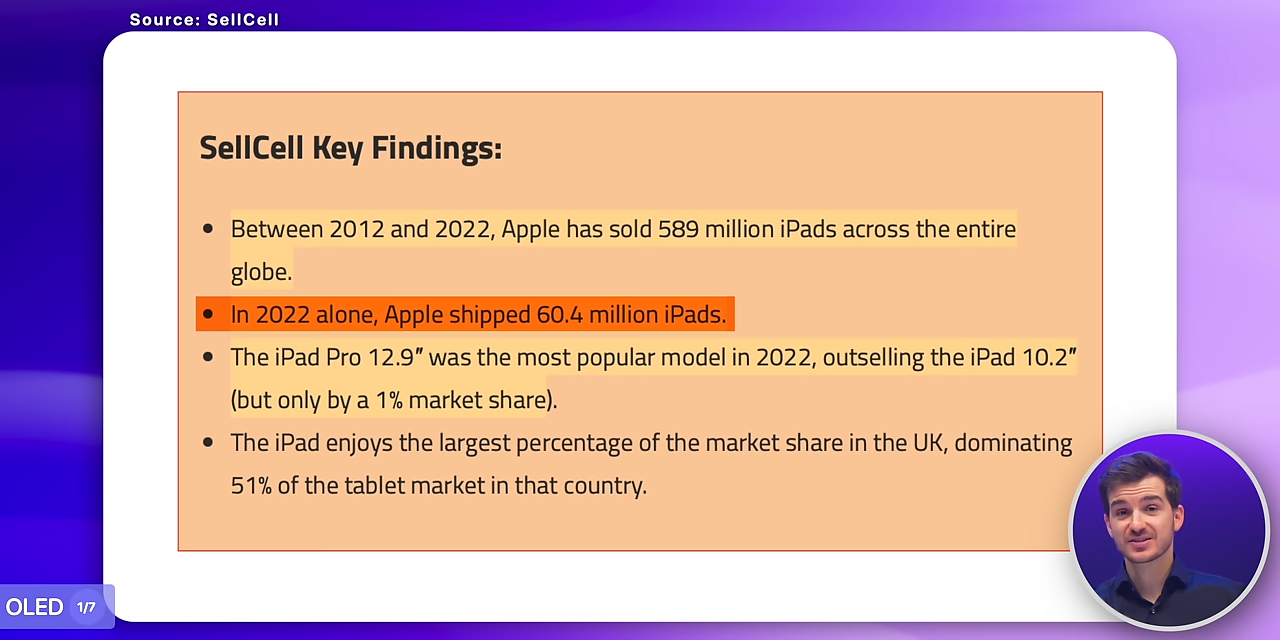 Source: SellCell
SellCell Key Findings:
• Between 2012 and 2022, Apple has sold 589 million iPads across the entire
globe.
• In 2022 alone, Apple shipped 60.4 million iPads.
• The iPad Pro 12.9″ was the most popular model in 2022, outselling the iPad 10.2″
(but only by a 1% market share).
• The iPad enjoys the largest percentage of the market share in the UK, dominating
51% of the tablet market in that country.
OLED 1/7